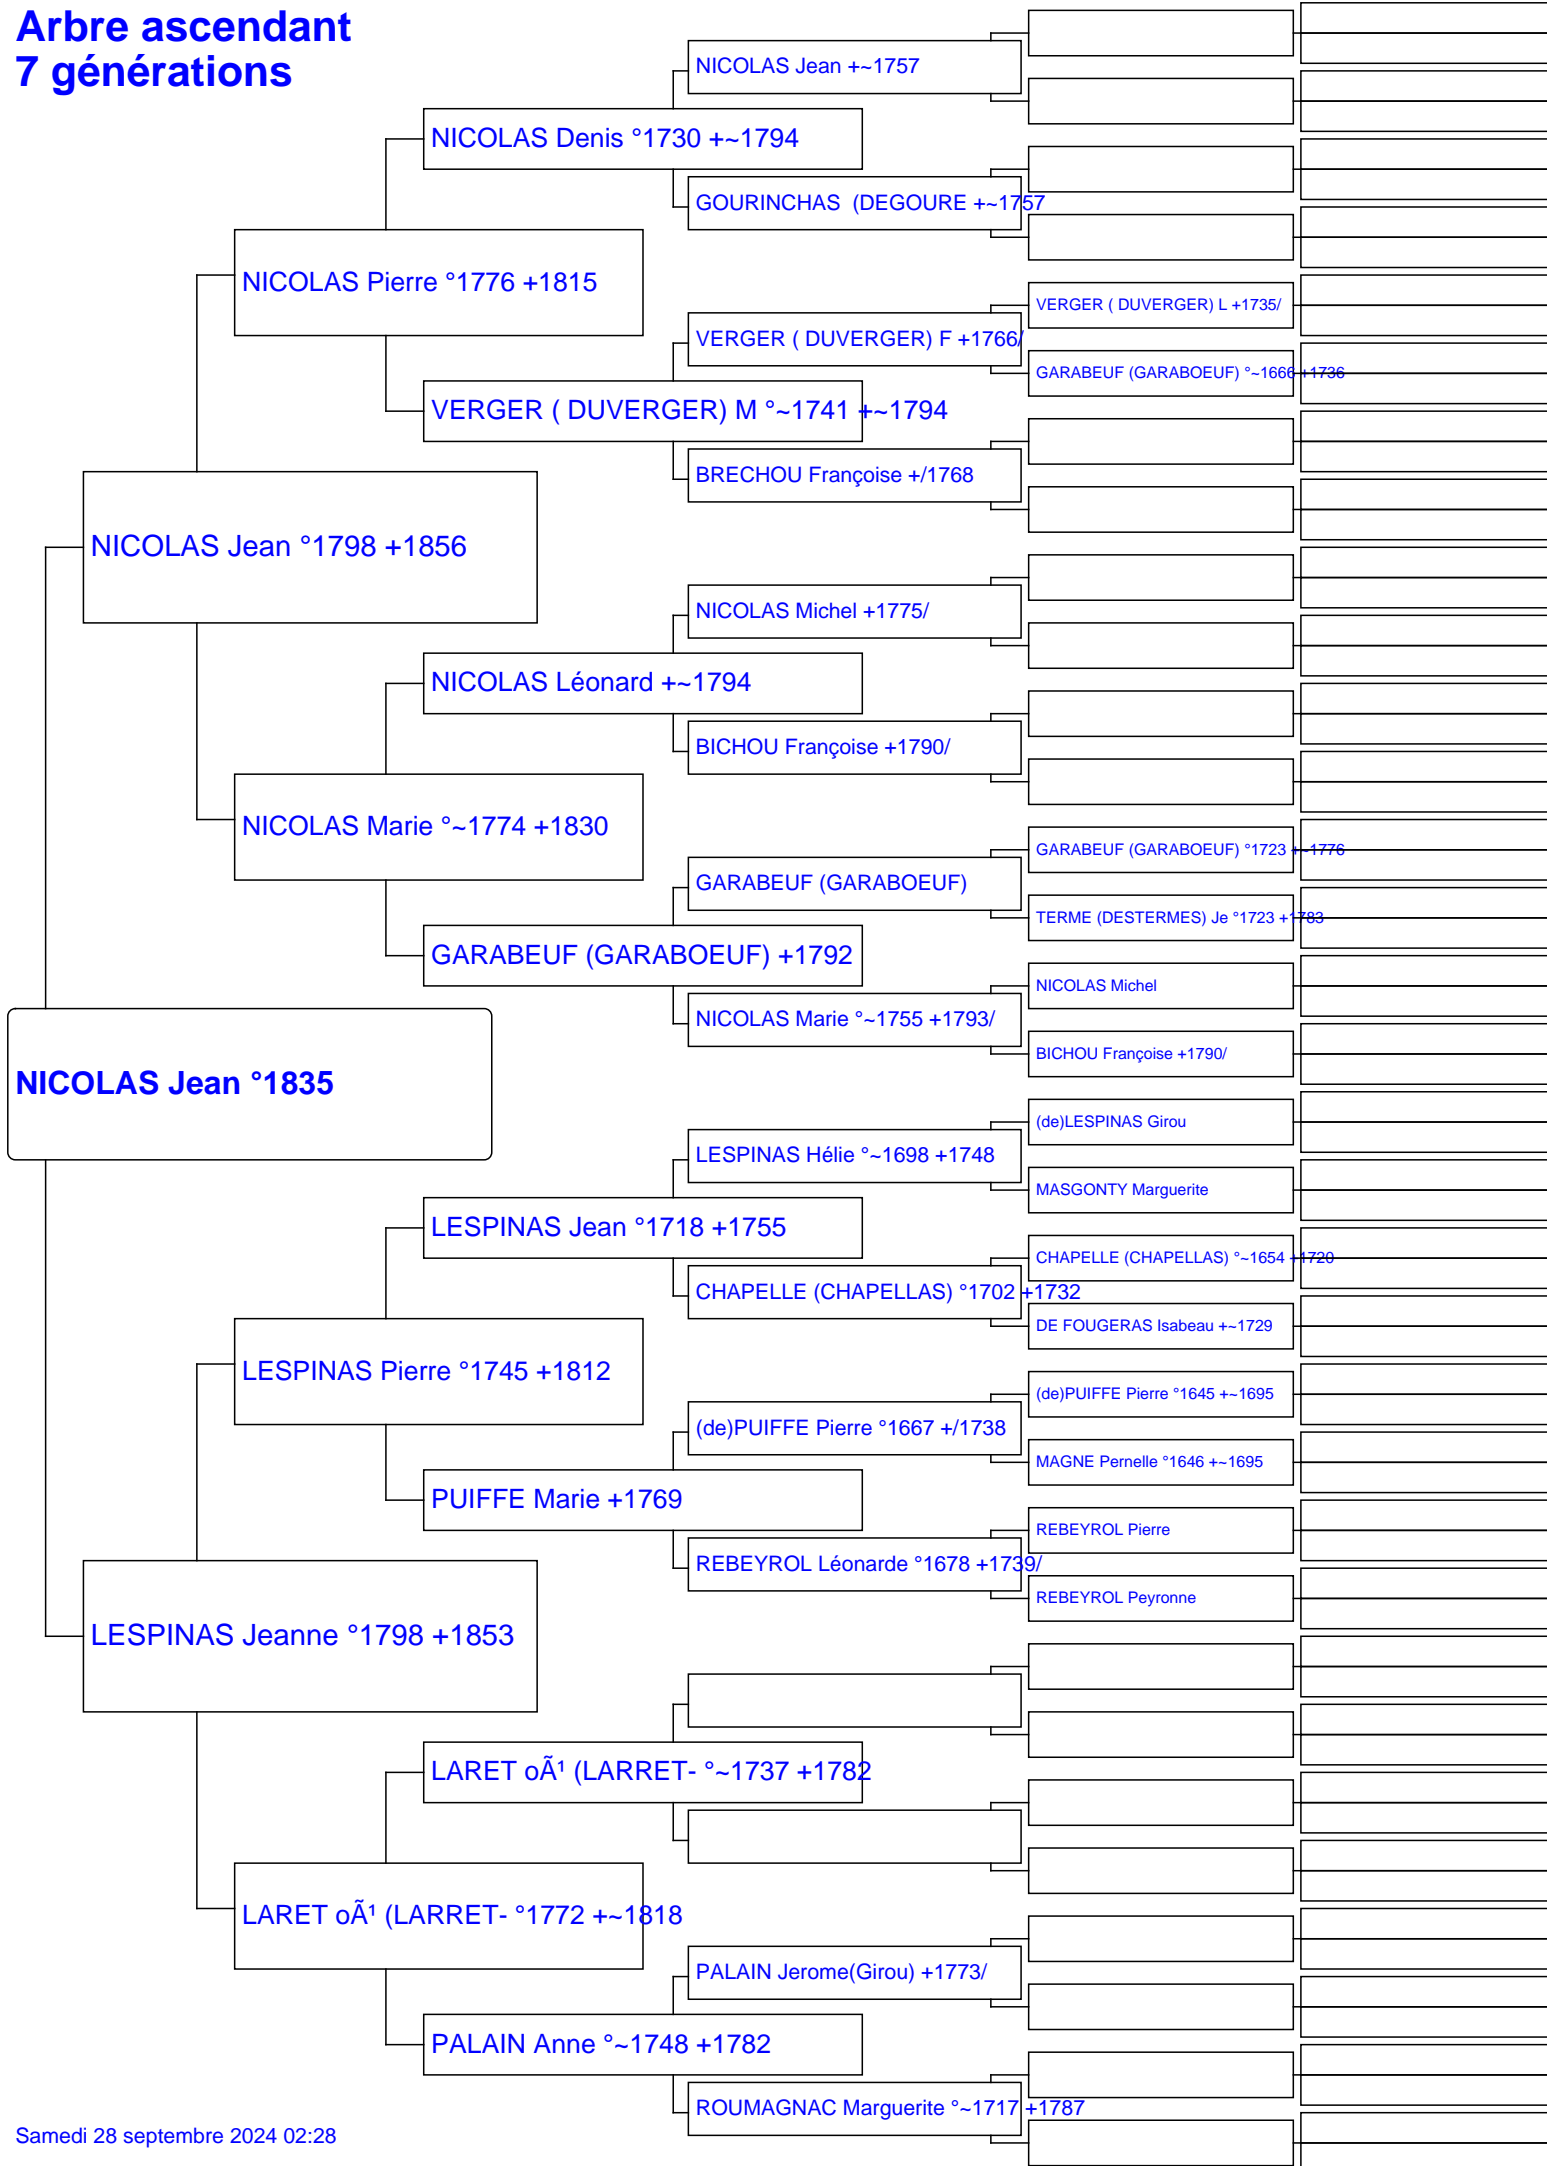 Arbre ascendant
7 générations
NICOLAS Jean +~1757
NICOLAS Denis °1730 +~1794
GOURINCHAS  (DEGOURE +~1757
NICOLAS Pierre °1776 +1815
VERGER ( DUVERGER) L +1735/
VERGER ( DUVERGER) F +1766/
GARABEUF (GARABOEUF) °~1666 +1736
VERGER ( DUVERGER) M °~1741 +~1794
BRECHOU Françoise +/1768
NICOLAS Jean °1798 +1856
NICOLAS Michel +1775/
NICOLAS Léonard +~1794
BICHOU Françoise +1790/
NICOLAS Marie °~1774 +1830
GARABEUF (GARABOEUF) °1723 +~1776
GARABEUF (GARABOEUF)
TERME (DESTERMES) Je °1723 +1783
GARABEUF (GARABOEUF) +1792
NICOLAS Michel
NICOLAS Marie °~1755 +1793/
BICHOU Françoise +1790/
NICOLAS Jean °1835
(de)LESPINAS Girou
LESPINAS Hélie °~1698 +1748
MASGONTY Marguerite
LESPINAS Jean °1718 +1755
CHAPELLE (CHAPELLAS) °~1654 +1720
CHAPELLE (CHAPELLAS) °1702 +1732
DE FOUGERAS Isabeau +~1729
LESPINAS Pierre °1745 +1812
(de)PUIFFE Pierre °1645 +~1695
(de)PUIFFE Pierre °1667 +/1738
MAGNE Pernelle °1646 +~1695
PUIFFE Marie +1769
REBEYROL Pierre
REBEYROL Léonarde °1678 +1739/
REBEYROL Peyronne
LESPINAS Jeanne °1798 +1853
LARET oÃ¹ (LARRET- °~1737 +1782
LARET oÃ¹ (LARRET- °1772 +~1818
PALAIN Jerome(Girou) +1773/
PALAIN Anne °~1748 +1782
ROUMAGNAC Marguerite °~1717 +1787
Samedi 28 septembre 2024 02:28